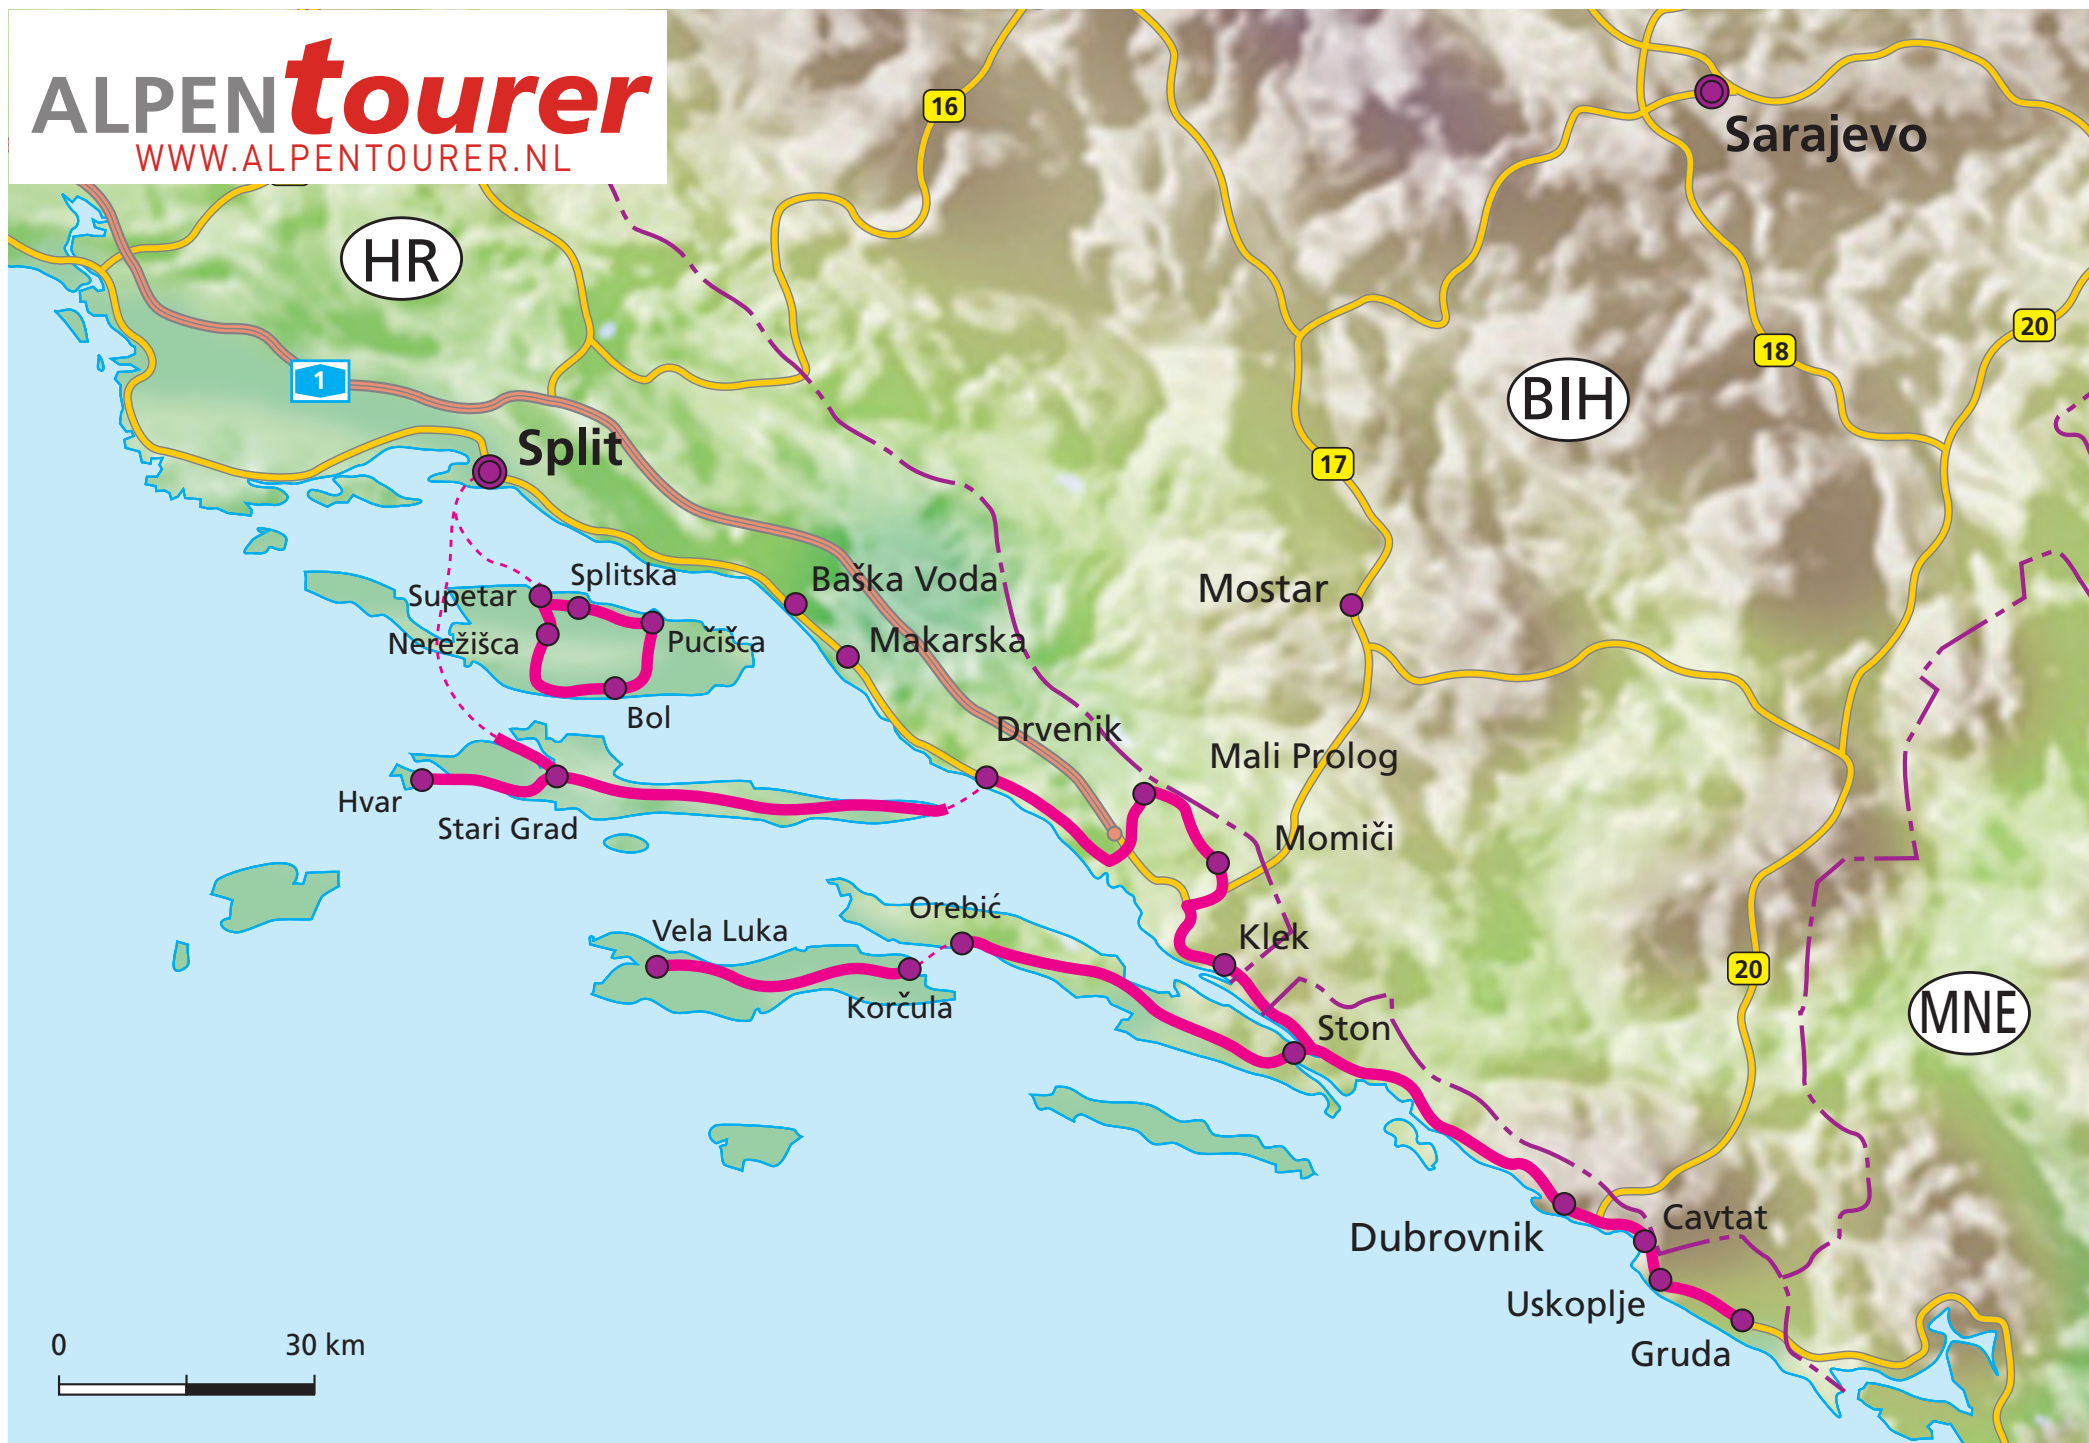 ALPENtourer
WWW.ALPENTOURER.NL
16
Sarajevo
HR
20
18
1
BIH
Split
17
Baška Voda
Splitska
Mostar
Supetar
Makarska
Nerežišca
Pučišca
Bol
Drvenik
Mali Prolog
Hvar
Stari Grad
Momiči
Orebić
Vela Luka
Klek
20
Korčula
MNE
Ston
Cavtat
Dubrovnik
Uskoplje
Gruda
0 30 km